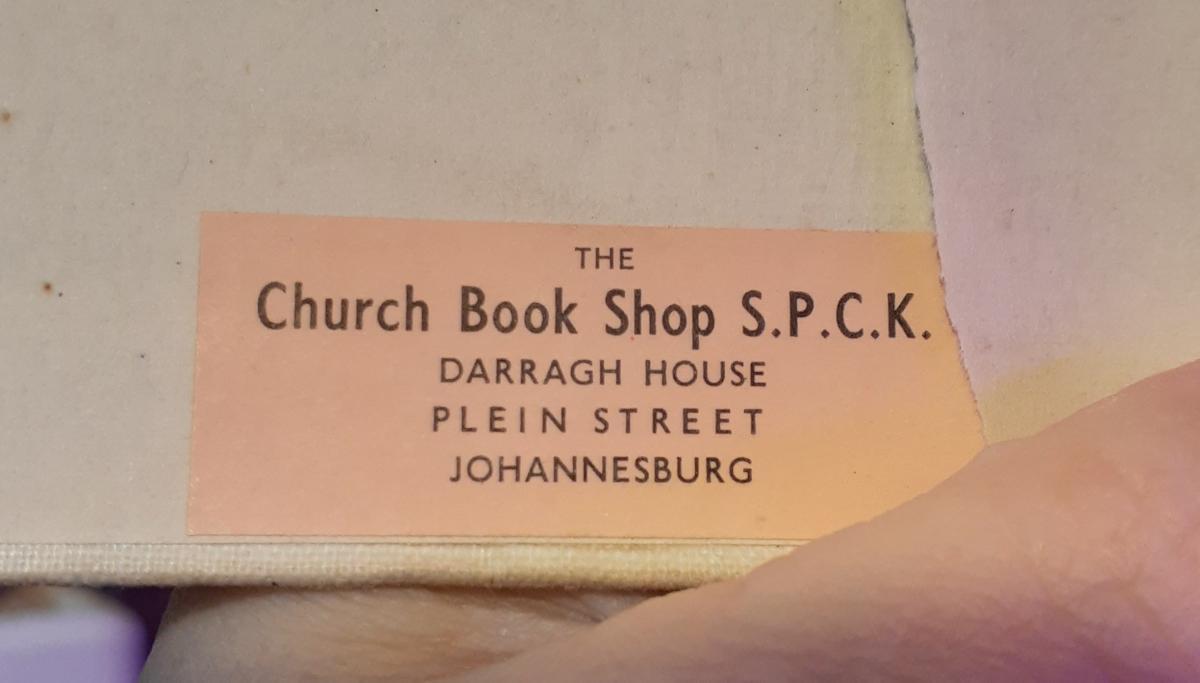 THE
Church Book Shop S.P.C.K.
DARRAGH HOUSE
PLEIN STREET
JOHANNESBURG